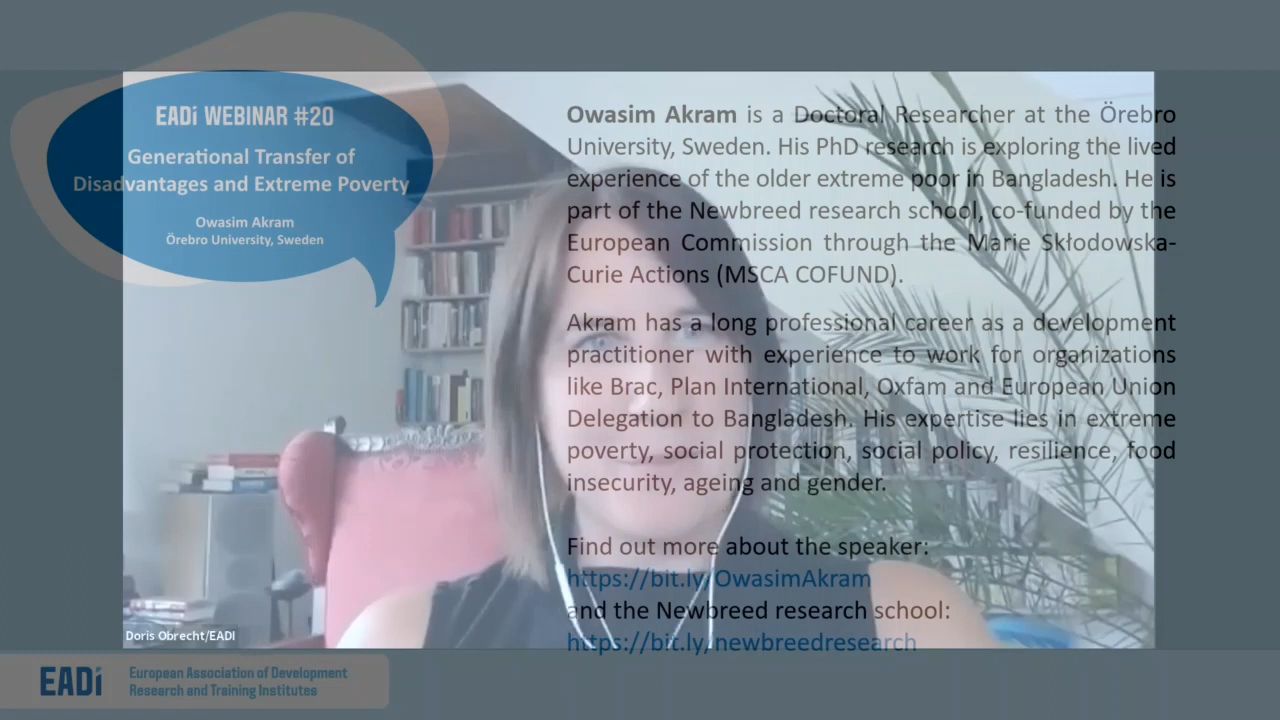 EADi WEBINAR #20
Generational Transfer of
Disadvantages and Extreme Poverty
Owasim Akram
Örebro University, Sweden
Owasim Akram is a Doctoral Researcher at the Örebro
University, Sweden. His PhD research is exploring the lived
experience of the older extreme poor in Bangladesh. He is
part of the Newbreed research school, co-funded by the
European Commission through the Marie Skłodowska-
Curie Actions (MSCA COFUND).
Akram has a long professional career as a development
practitioner with experience to work for organizations
like Brac, Plan International, Oxfam and European Union
Delegation to Bangladesh. His expertise lies in extreme
poverty, social protection, social policy, resilience, food
insecurity, ageing and gender.
Find out more about the speaker:
https://bit.ly/OwasimAkram
and the Newbreed research school:
https://bit.ly/newbreedresearch
Doris Obrecht/EADI
EADi
European Association of Development
Research and Training Institutes